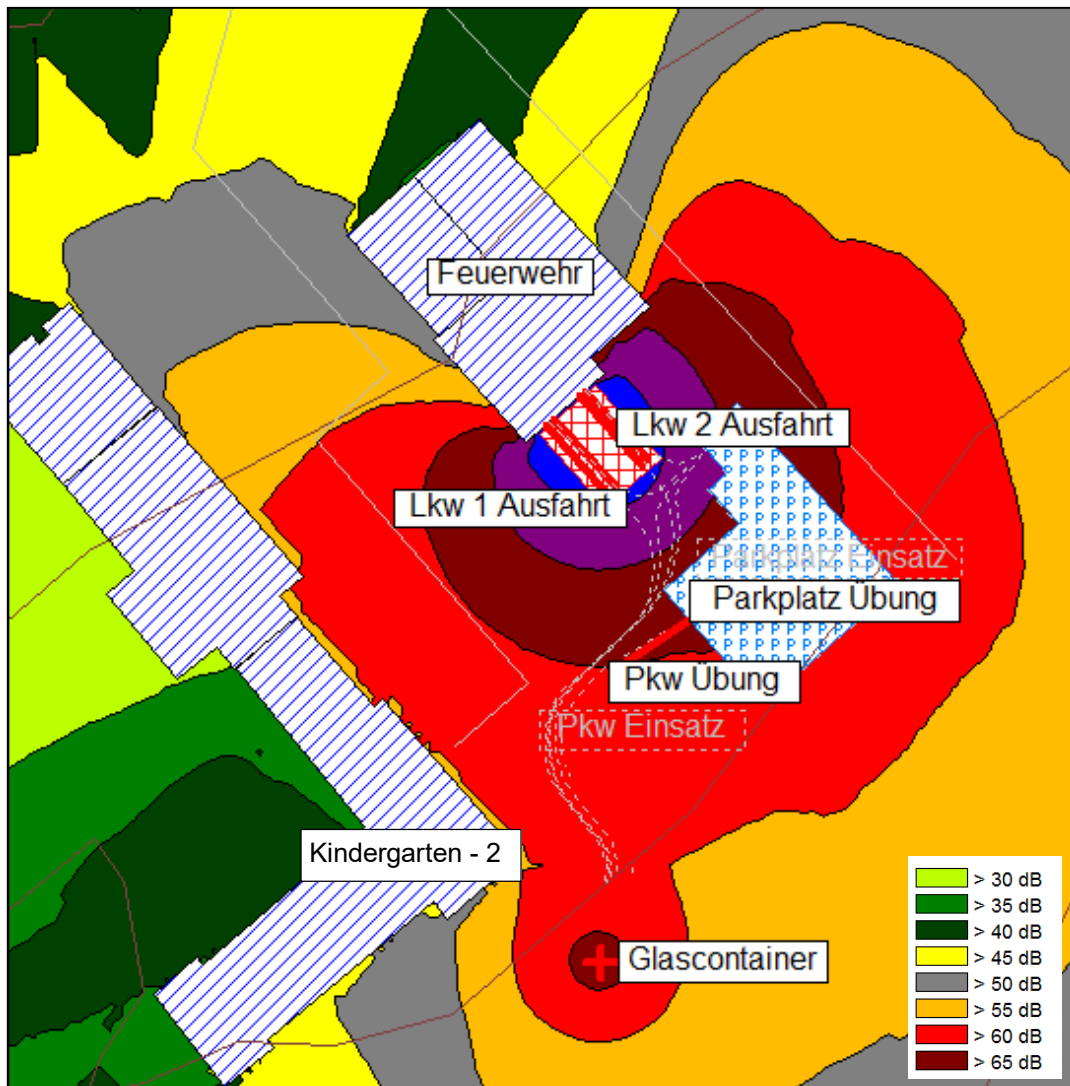 Feuerwehr
Lkw 2 Ausfahrt
Lkw 1 Ausfahrt
Parkplatz Einsatz
Parkplatz Übung
Pkw Übung
Pkw Einsatz
Kindergarten - 2
Glascontainer
> 30 dB
> 35 dB
> 40 dB
> 45 dB
> 50 dB
> 55 dB
> 60 dB
> 65 dB